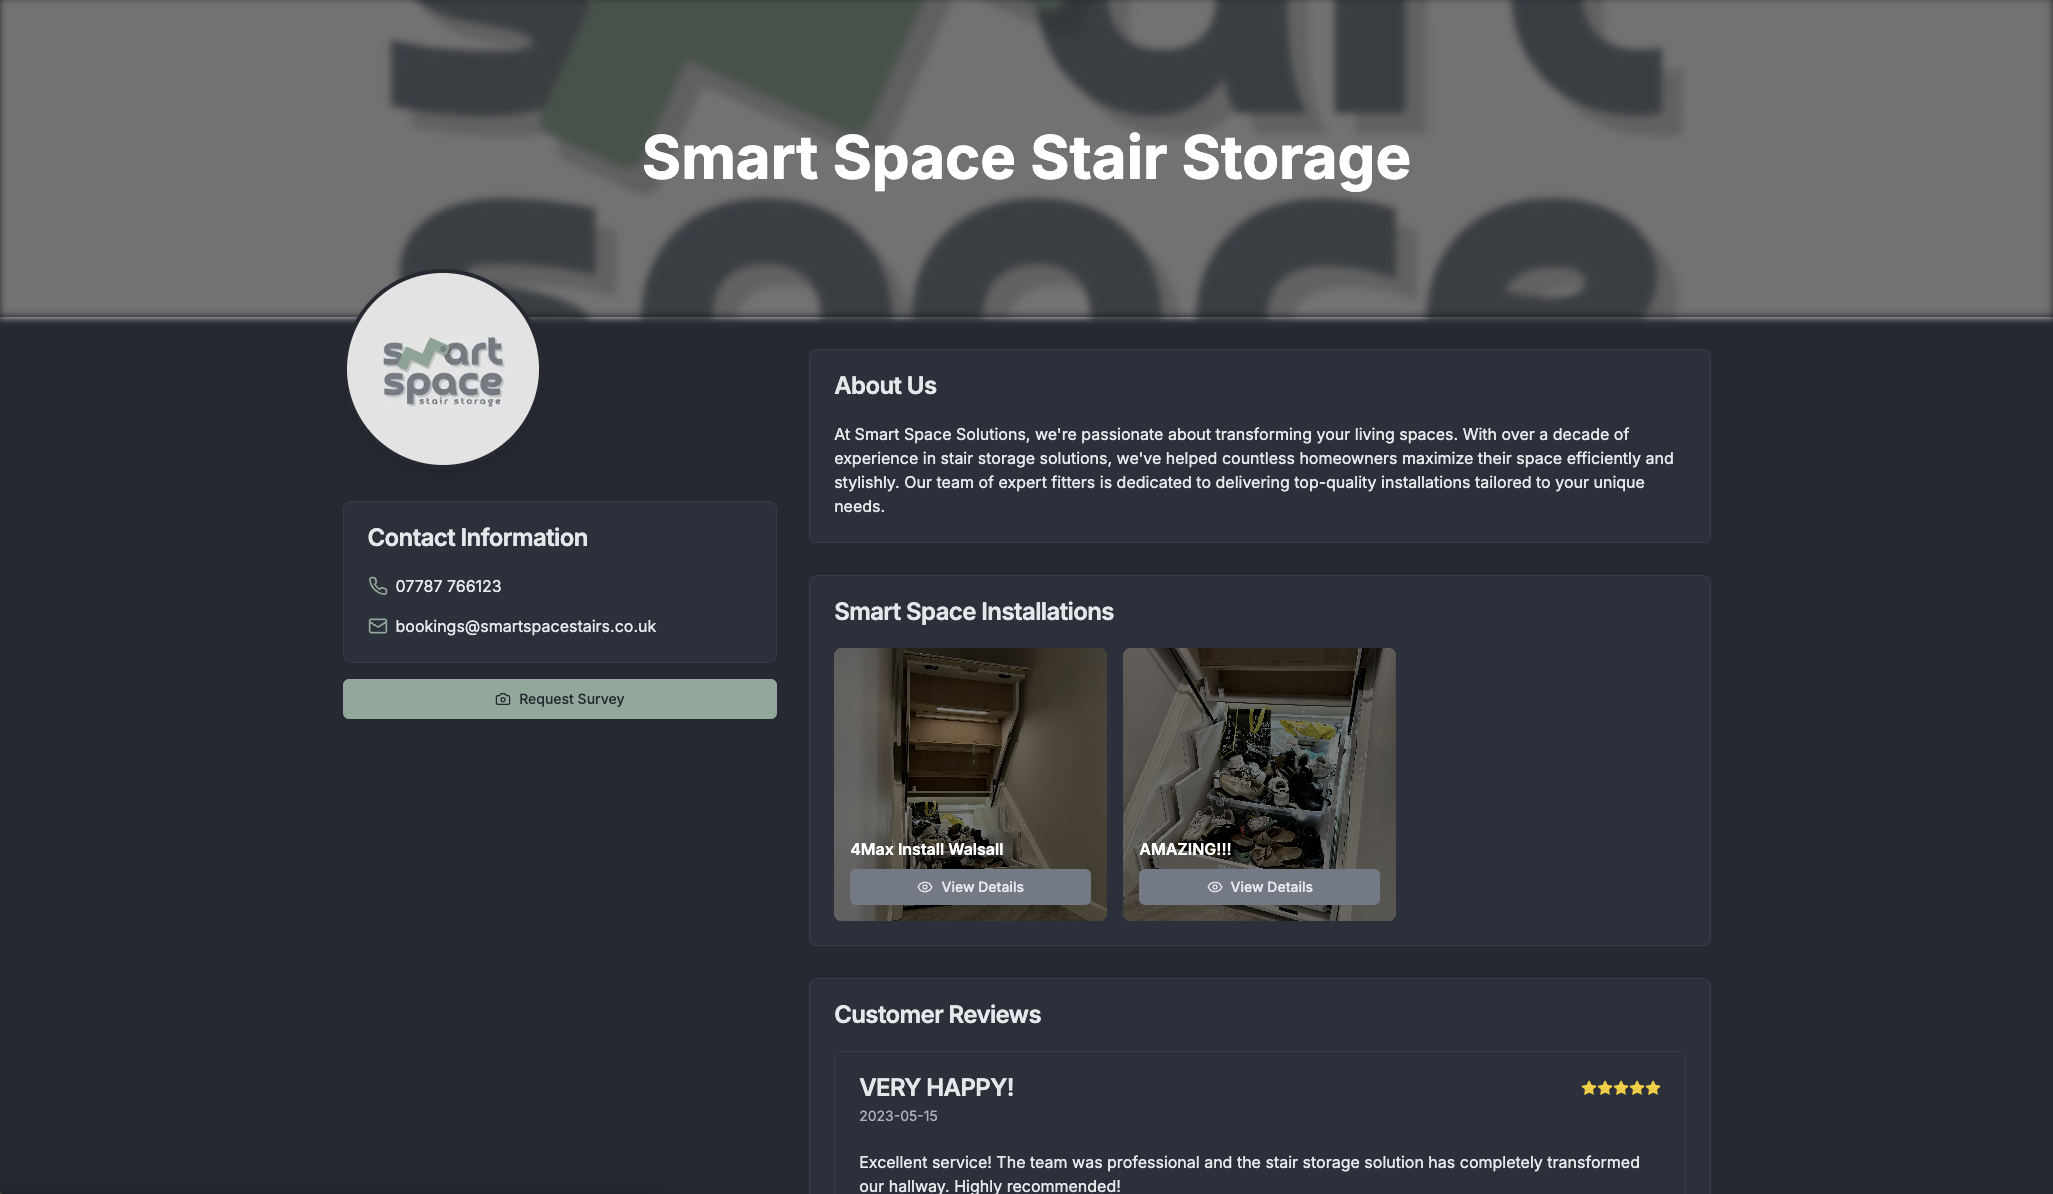 Smart Space Stair Storage
smart
space
stair storage
Contact Information
07787 766123
bookings@smartspacestairs.co.uk
Request Survey
About Us
At Smart Space Solutions, we're passionate about transforming your living spaces. With over a decade of
experience in stair storage solutions, we've helped countless homeowners maximize their space efficiently and
stylishly. Our team of expert fitters is dedicated to delivering top-quality installations tailored to your unique
needs.
Smart Space Installations
4Max Install Walsall
View Details
AMAZING!!!
View Details
Customer Reviews
VERY HAPPY!
2023-05-15
Excellent service! The team was professional and the stair storage solution has completely transformed
our hallway. Highly recommended!